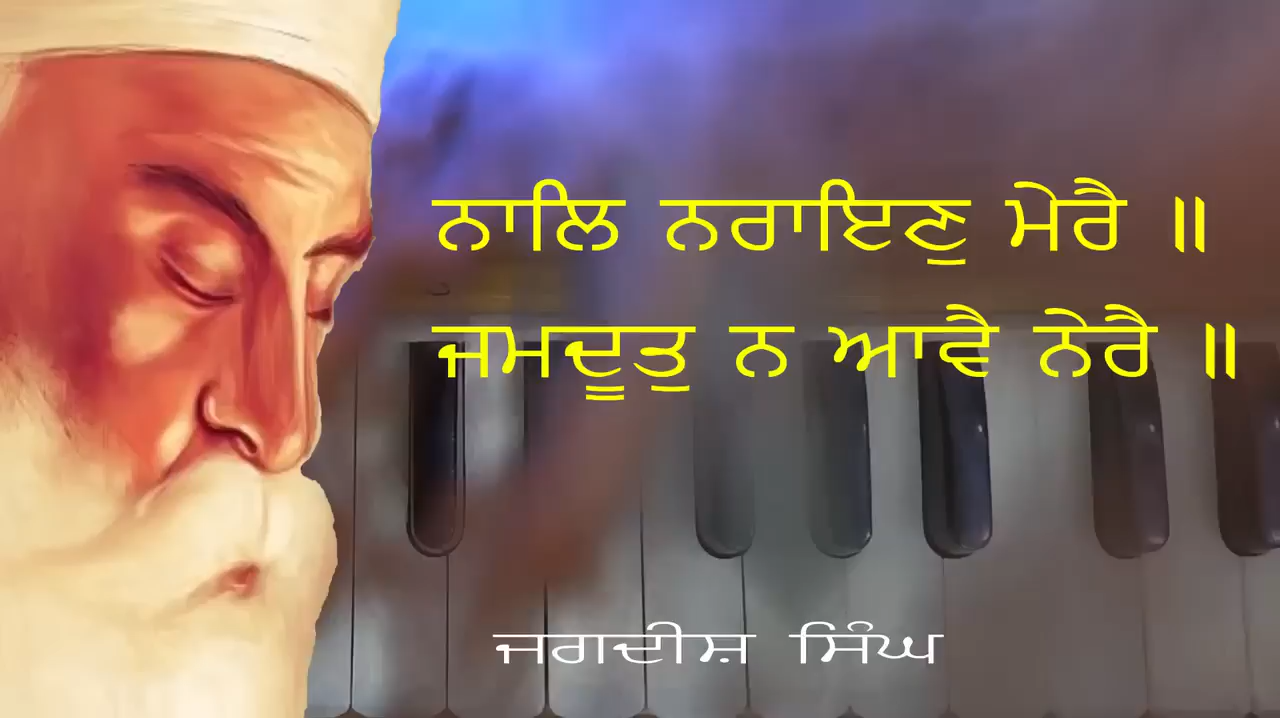 ਨਾਲਿ ਨਰਾਇਣੁ ਮੇਰੈ ॥
ਜਮਦੂਤੁ ਨ ਆਵੈ ਨੇਰੈ ॥
ਜਗਦੀਸ਼ ਸਿੰਘ